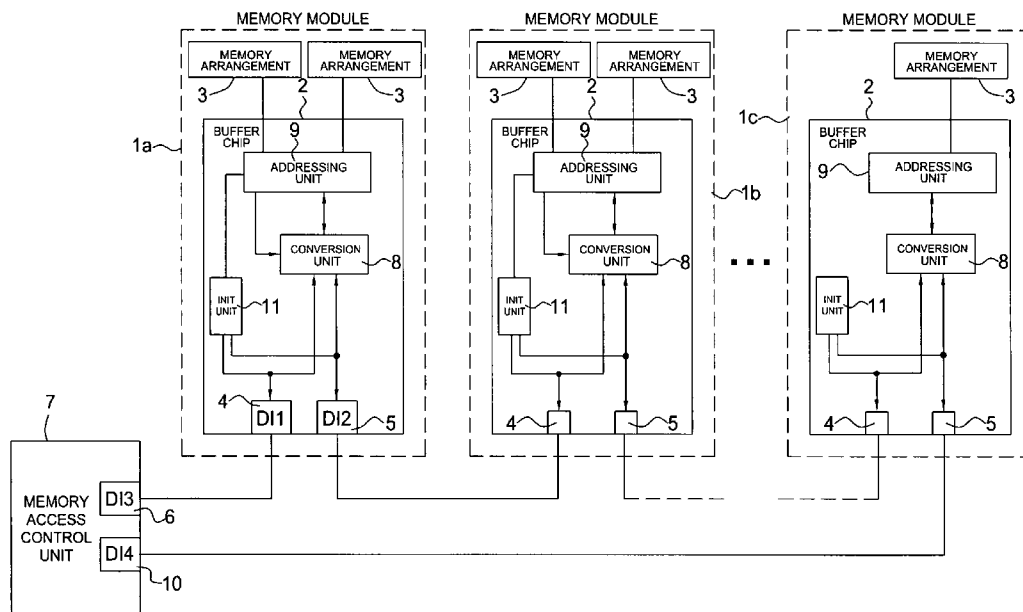 MEMORY MODULE
MEMORY MODULE
MEMORY MODULE
MEMORY
ARRANGEMENT
MEMORY
ARRANGEMENT
3
2
3
BUFFER
CHIP
9
ADDRESSING
UNIT
1a
CONVERSION
UNIT
8
INIT
UNIT
11
4
DI1
DI2
5
MEMORY
ARRANGEMENT
MEMORY
ARRANGEMENT
3
2
3
BUFFER
CHIP
9
ADDRESSING
UNIT
1b
CONVERSION
UNIT
8
INIT
UNIT
11
4
5
MEMORY
ARRANGEMENT
3
2
1c
BUFFER
CHIP
9
ADDRESSING
UNIT
CONVERSION
UNIT
8
INIT
UNIT
11
4
5
7
MEMORY
ACCESS
CONTROL
UNIT
DI3
6
DI4
10